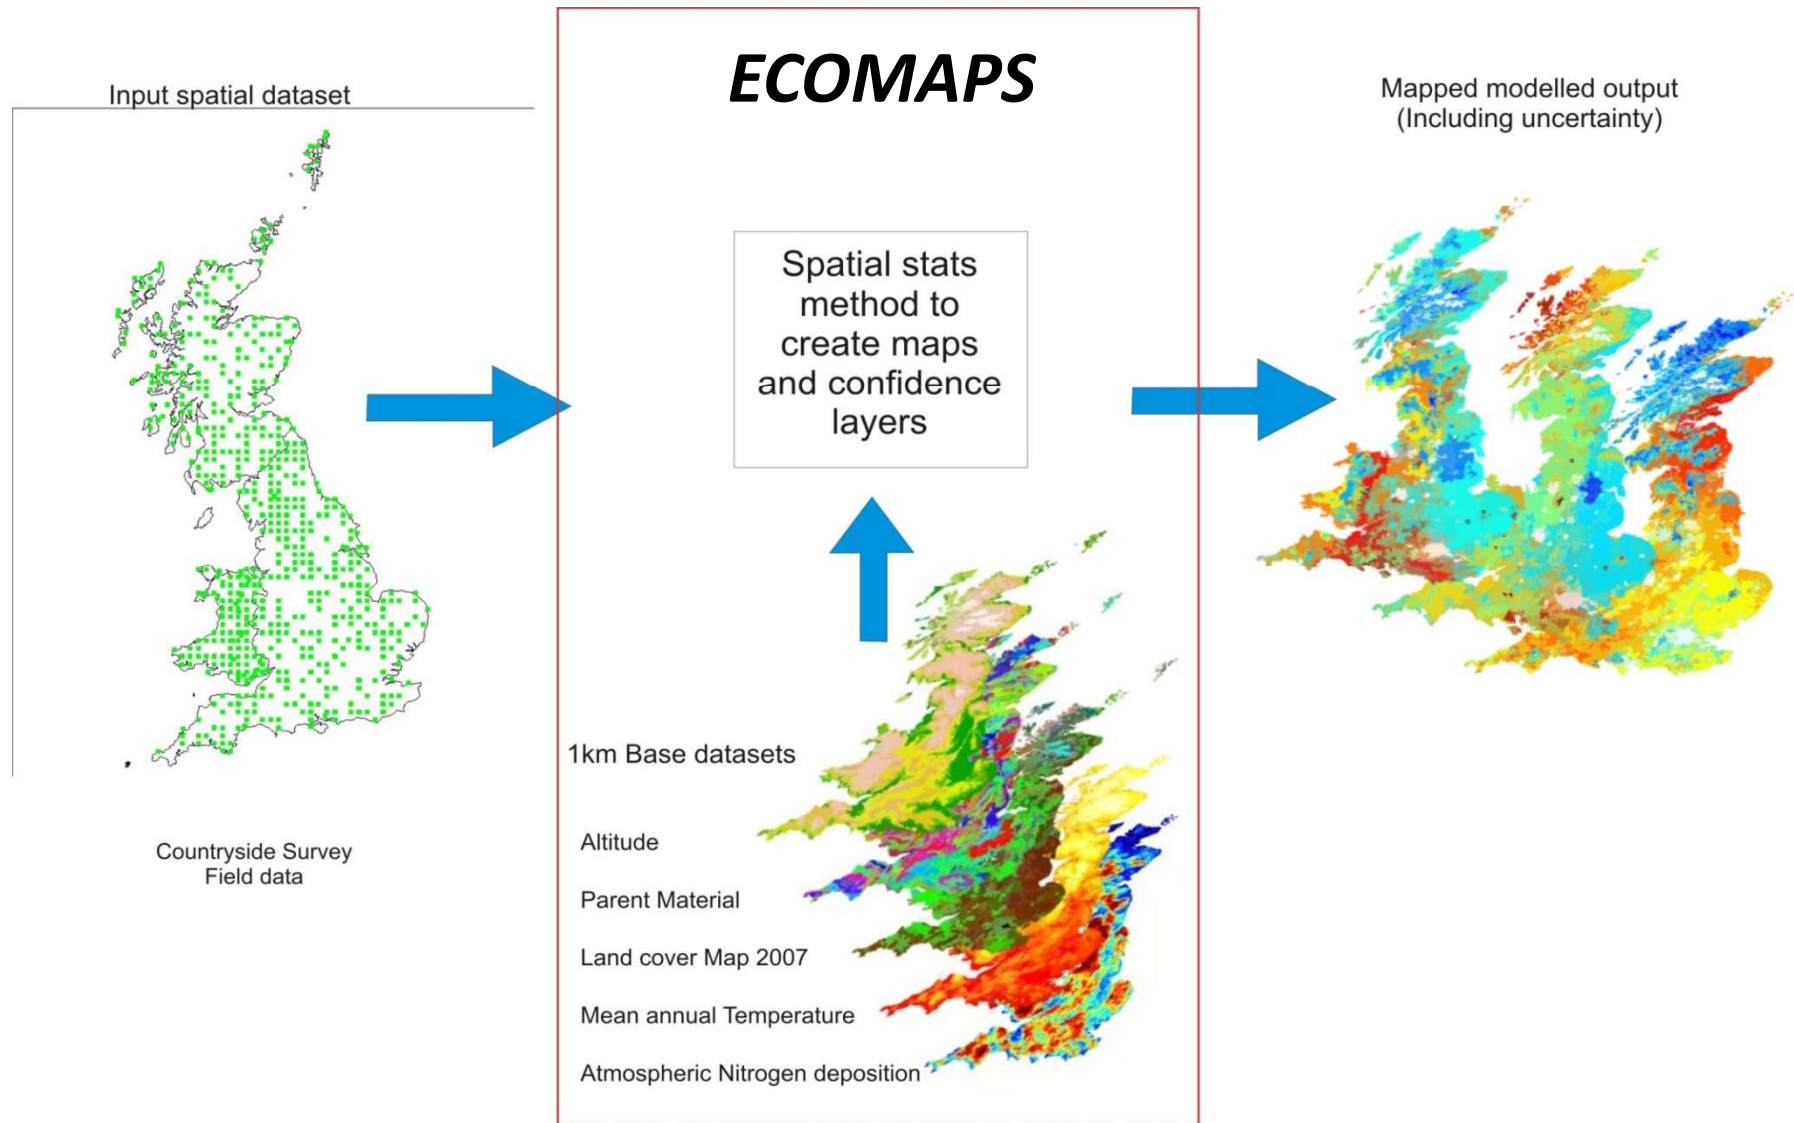 Input spatial dataset
Countryside Survey
Field data
ECOMAPS
Spatial stats
method to
create maps
and confidence
layers
1km Base datasets
Altitude
Parent Material
Land cover Map 2007
Mean annual Temperature
Atmospheric Nitrogen deposition
Mapped modelled output
(Including uncertainty)